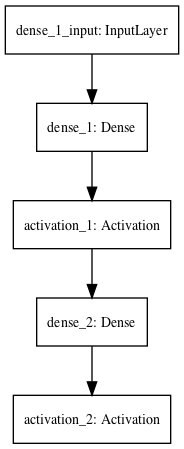 dense_1_input: InputLayer
dense_1: Dense
activation_1: Activation
dense_2: Dense
activation_2: Activation